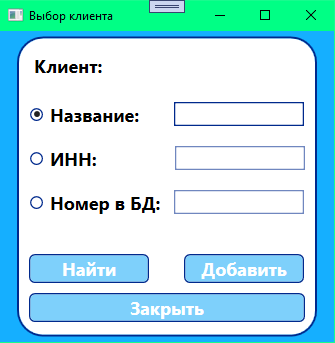 Выбор клиента
Клиент:
Название:
ИНН:
Номер в БД:
Найти Добавить
Закрыть